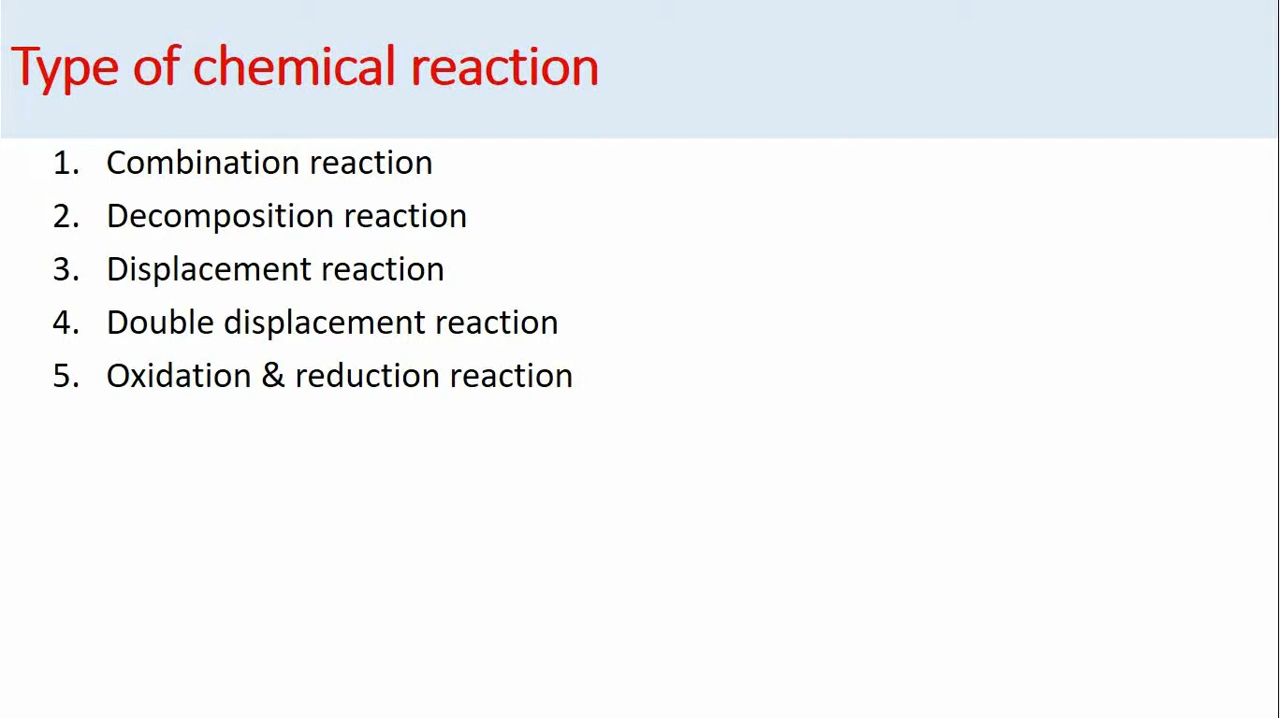 Type of chemical reaction
1. Combination reaction
2. Decomposition reaction
3. Displacement reaction
4. Double displacement reaction
5. Oxidation & reduction reaction